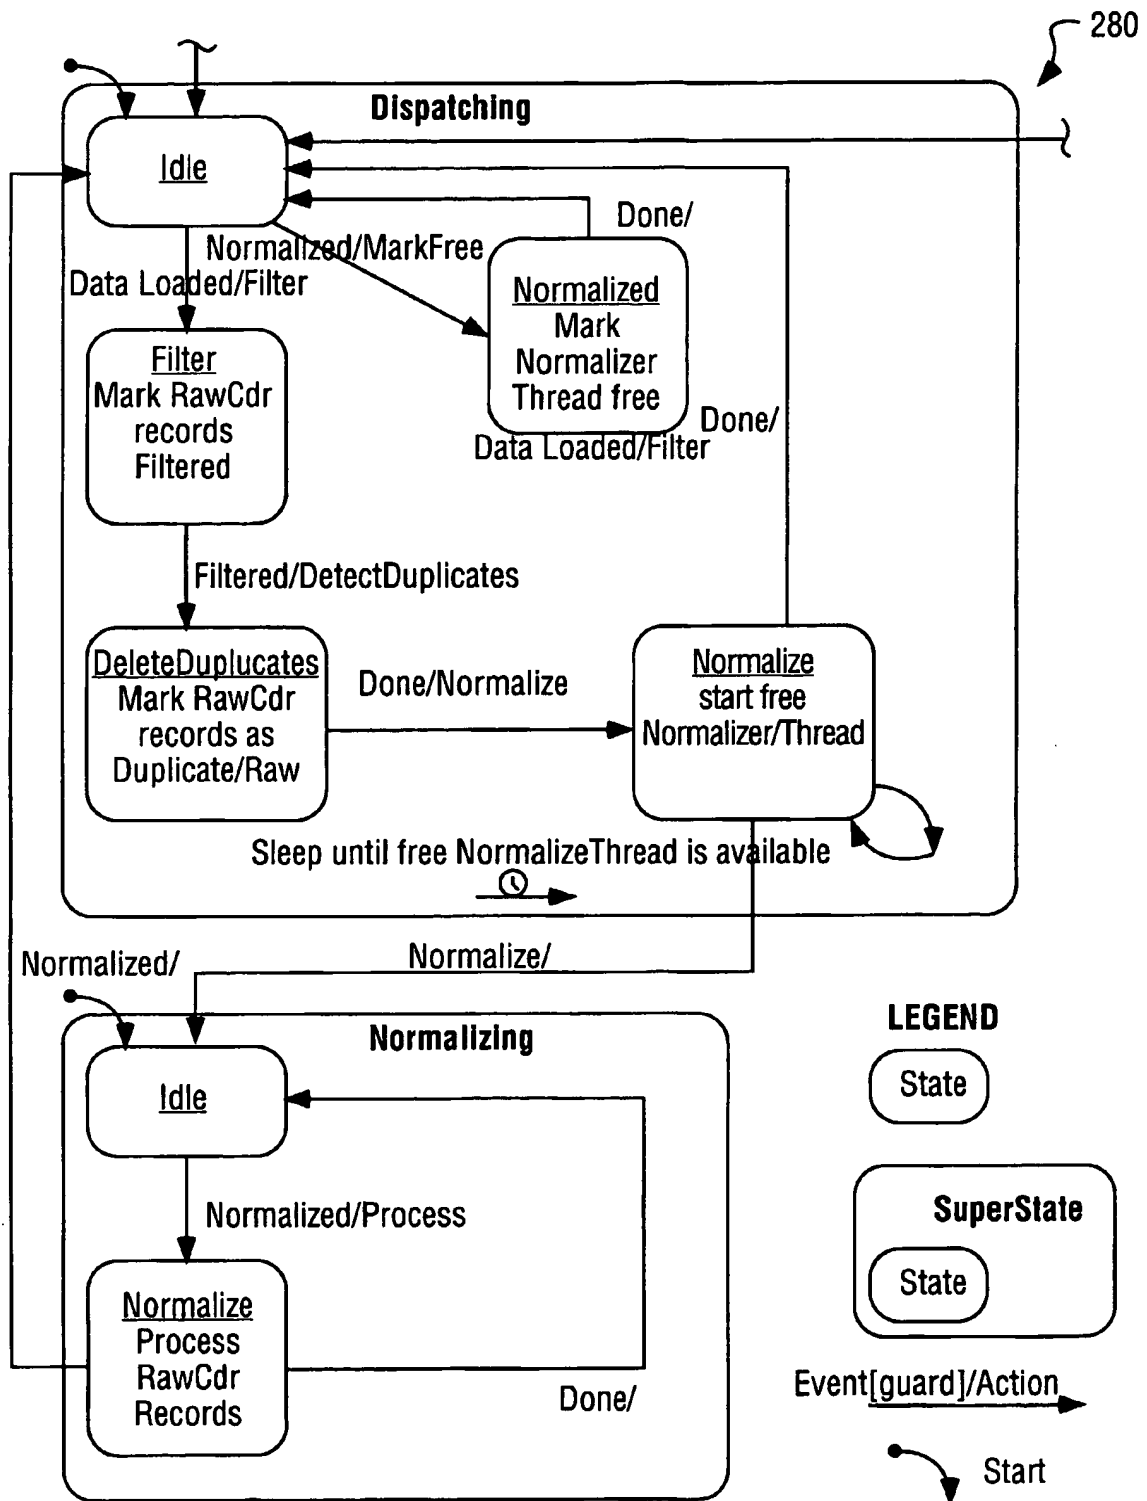 280
Dispatching
Idle
Done/
Normalized/MarkFree
Data Loaded/Filter
Normalized
Mark
Normalizer
Thread free
Filter
Mark RawCdr
records
Filtered
Done/
Data Loaded/Filter
Filtered/DetectDuplicates
DeleteDuplucates
Mark RawCdr
records as
Duplicate/Raw
Done/Normalize
Normalize
start free
Normalizer/Thread
Sleep until free NormalizeThread is available
Normalized/
Normalize/
Normalizing
Idle
Normalized/Process
Normalize
Process
RawCdr
Records
Done/
LEGEND
State
SuperState
State
Event[guard]/Action
Start